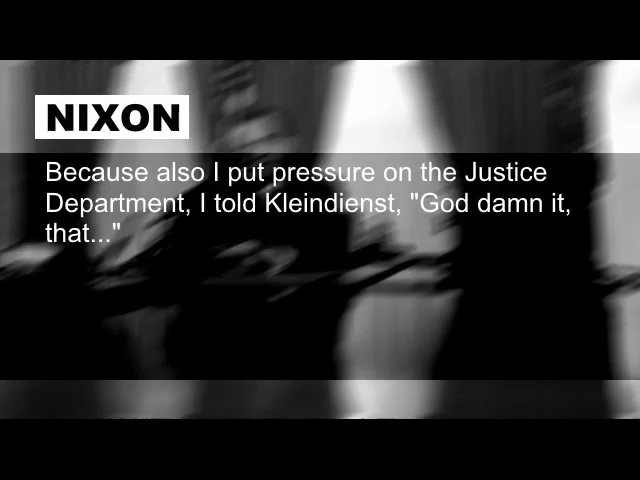 NIXON
Because also I put pressure on the Justice
Department, I told Kleindienst, "God damn it,
that..."